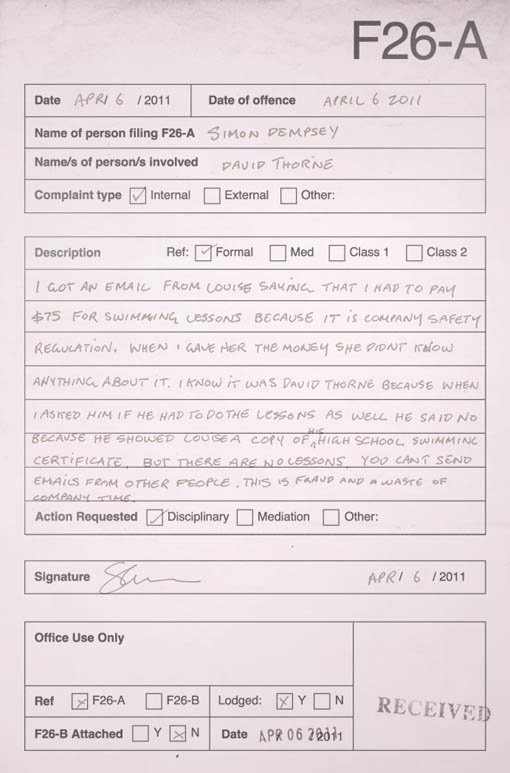 F26-A
Date APR/ 6 / 2011 Date of offence APRIL 6 2011
Name of person filing F26-A SIMON DEMPSEY
Name/s of person/s involved DAVID THORNE
Complaint type Internal External Other:
Description Ref: Formal Med Class 1 Class 2
I GOT AN EMAIL FROM LOUISE SAYING THAT I HAD TO PAY
$75 FOR SWIMMING LESSONS BECAUSE IT IS COMPANY SAFETY
REGULATION. WHEN I GAVE HER THE MONEY SHE DIDNT KNOW
ANYTHING ABOUT IT. I KNOW IT WAS DAVID THORNE BECAUSE WHEN
I ASKED HIM IF HE HAD TO DO THE LESSONS AS WELL HE SAID NO
BECAUSE HE SHOWED LOUISE A COPY OF HIS HIGH SCHOOL SWIMMING
CERTIFICATE. BUT THERE ARE NO LESSONS. YOU CANT SEND
EMAILS FROM OTHER PEOPLE. THIS IS FRAUD AND A WASTE OF
COMPANY TIME.
Action Requested Disciplinary Mediation Other:
Signature APR/ 6 / 2011
Office Use Only
Ref F26-A F26-B Lodged: Y N
F26-B Attached Y N Date APR 06 2011 / 2011
RECEIVED